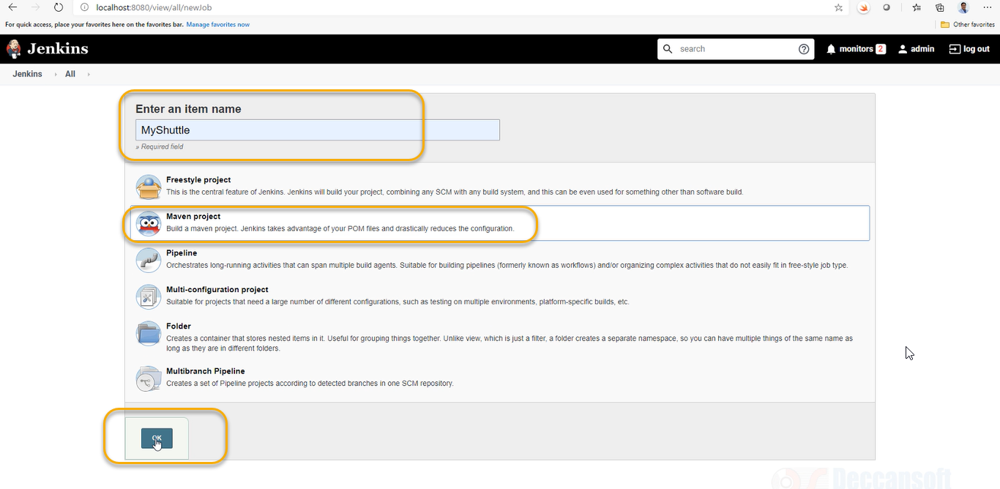 localhost:8080/view/all/newJob
For quick access, place your favorites here on the favorites bar. Manage favorites now
Other favorites
Jenkins
search
monitors 2
admin
log out
Jenkins
All
Enter an item name
MyShuttle
» Required field
Freestyle project
This is the central feature of Jenkins. Jenkins will build your project, combining any SCM with any build system, and this can be even used for something other than software build.
Maven project
Build a maven project. Jenkins takes advantage of your POM files and drastically reduces the configuration.
Pipeline
Orchestrates long-running activities that can span multiple build agents. Suitable for building pipelines (formerly known as workflows) and/or organizing complex activities that do not easily fit in free-style job type.
Multi-configuration project
Suitable for projects that need a large number of different configurations, such as testing on multiple environments, platform-specific builds, etc.
Folder
Creates a container that stores nested items in it. Useful for grouping things together. Unlike view, which is just a filter, a folder creates a separate namespace, so you can have multiple things of the same name as
long as they are in different folders.
Multibranch Pipeline
Creates a set of Pipeline projects according to detected branches in one SCM repository.
OK
Deccansoft